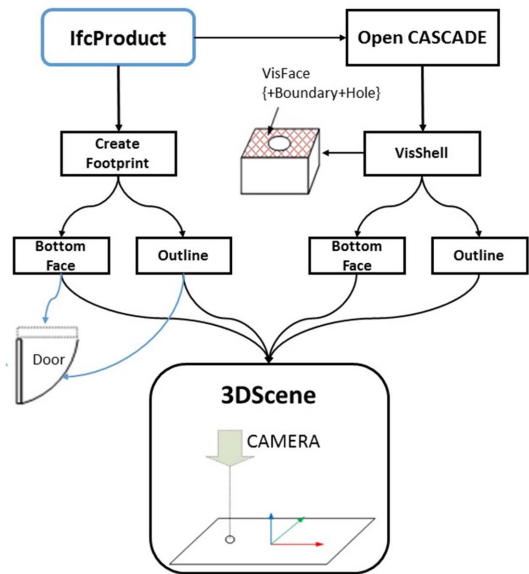 IfcProduct
Open CASCADE
VisFace
{+Boundary+Hole}
Create
Footprint
VisShell
Bottom
Face
Outline
Bottom
Face
Outline
Door
3DScene
CAMERA